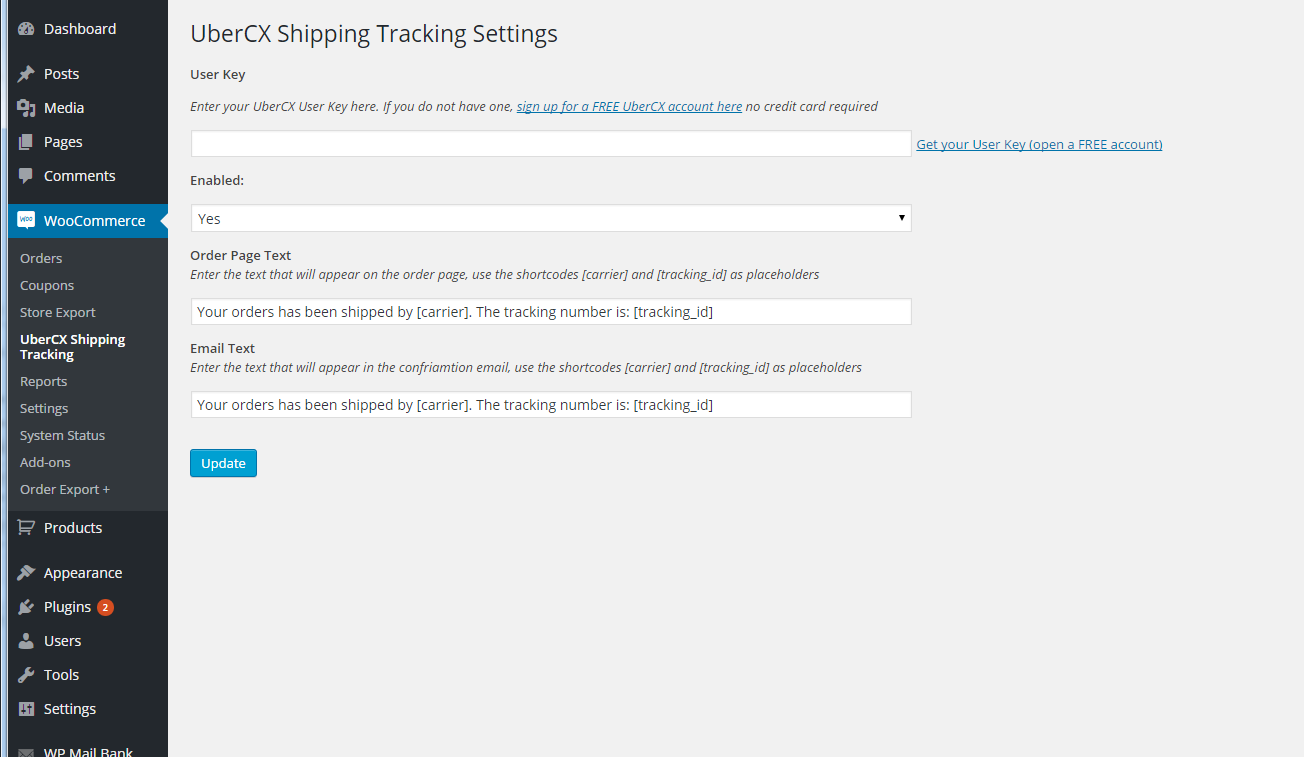 Dashboard
Posts
Media
Pages
Comments
WooCommerce
Orders
Coupons
Store Export
UberCX Shipping
Tracking
Reports
Settings
System Status
Add-ons
Order Export +
Products
Appearance
Plugins 2
Users
Tools
Settings
WP Mail Bank
UberCX Shipping Tracking Settings
User Key
Enter your UberCX User Key here. If you do not have one, sign up for a FREE UberCX account here no credit card required
Get your User Key (open a FREE account)
Enabled:
Yes
Order Page Text
Enter the text that will appear on the order page, use the shortcodes [carrier] and [tracking_id] as placeholders
Your orders has been shipped by [carrier]. The tracking number is: [tracking_id]
Email Text
Enter the text that will appear in the confriamtion email, use the shortcodes [carrier] and [tracking_id] as placeholders
Your orders has been shipped by [carrier]. The tracking number is: [tracking_id]
Update